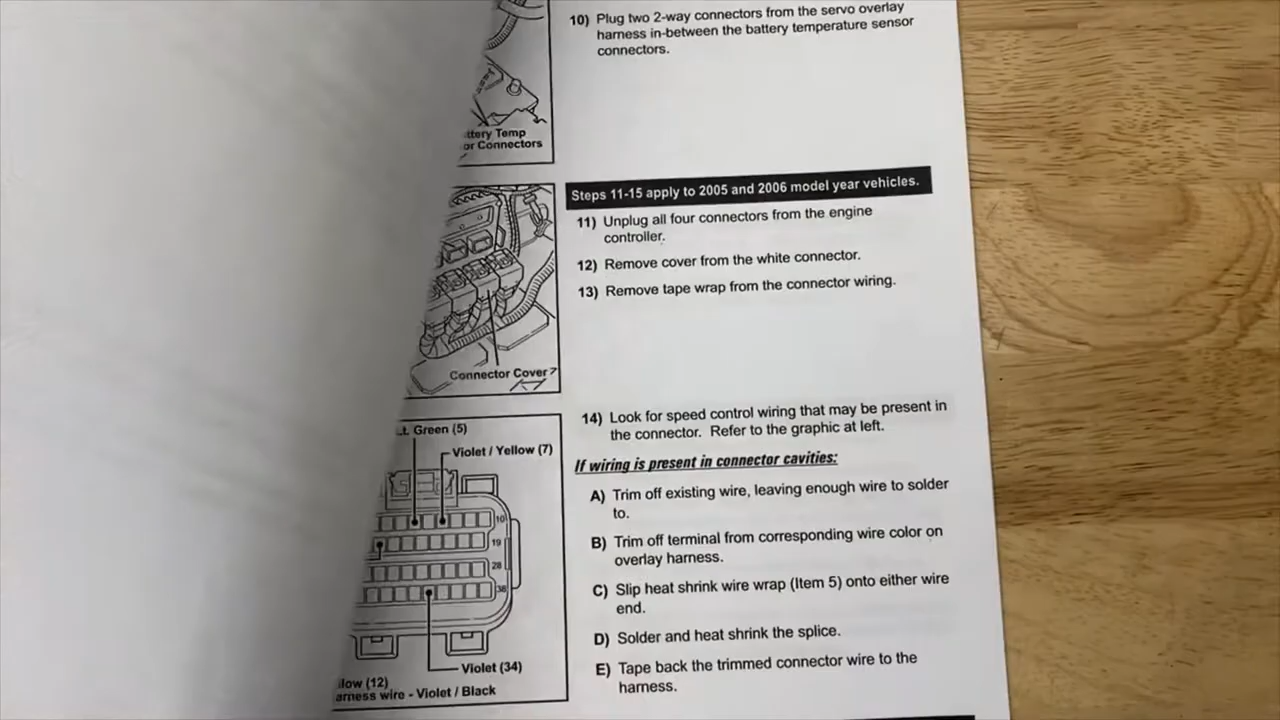 10) Plug two 2-way connectors from the servo overlay
harness in-between the battery temperature sensor
connectors.
Connectors
Steps 11-15 apply to 2005 and 2006 model year vehicles.
11) Unplug all four connectors from the engine
controller.
12) Remove cover from the white connector.
13) Remove tape wrap from the connector wiring.
Connector Cover
14) Look for speed control wiring that may be present in
the connector. Refer to the graphic at left.
If wiring is present in connector cavities:
A) Trim off existing wire, leaving enough wire to solder
to.
B) Trim off terminal from corresponding wire color on
overlay harness.
C) Slip heat shrink wire wrap (Item 5) onto either wire
end.
D) Solder and heat shrink the splice.
E) Tape back the trimmed connector wire to the
harness.
Temp
Green (5)
Violet / Yellow (7)
10
19
28
38
Violet (34)
(12)
wire - Violet / Black